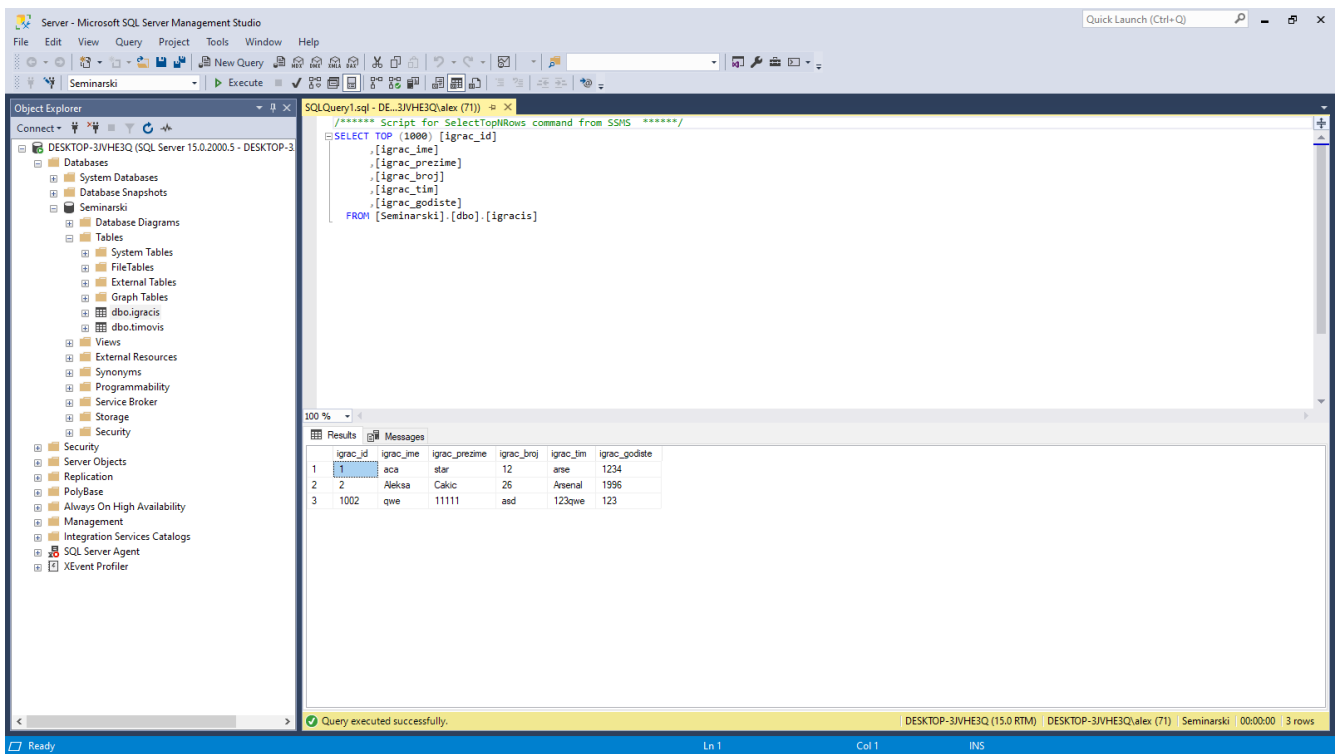 Server - Microsoft SQL Server Management Studio
Quick Launch (Ctrl+Q)
File Edit View Query Project Tools Window Help
New Query MDX DMX XMLA DAX
Seminarski Execute
Object Explorer
Connect
DESKTOP-3JVHE3Q (SQL Server 15.0.2000.5 - DESKTOP-3
Databases
System Databases
Database Snapshots
Seminarski
Database Diagrams
Tables
System Tables
FileTables
External Tables
Graph Tables
dbo.igracis
dbo.timovis
Views
External Resources
Synonyms
Programmability
Service Broker
Storage
Security
Security
Server Objects
Replication
PolyBase
Always On High Availability
Management
Integration Services Catalogs
SQL Server Agent
XEvent Profiler
SQLQuery1.sql - DE...3JVHE3Q\alex (71))
/****** Script for SelectTopNRows command from SSMS ******/
SELECT TOP (1000) [igrac_id]
,[igrac_ime]
,[igrac_prezime]
,[igrac_broj]
,[igrac_tim]
,[igrac_godiste]
FROM [Seminarski].[dbo].[igracis]
100 %
Results Messages
igrac_id igrac_ime igrac_prezime igrac_broj igrac_tim igrac_godiste
1 1 aca star 12 arse 1234
2 2 Aleksa Cakic 26 Arsenal 1996
3 1002 qwe 11111 asd 123qwe 123
Query executed successfully.
DESKTOP-3JVHE3Q (15.0 RTM) DESKTOP-3JVHE3Q\alex (71) Seminarski 00:00:00 3 rows
Ready Ln 1 Col 1 INS